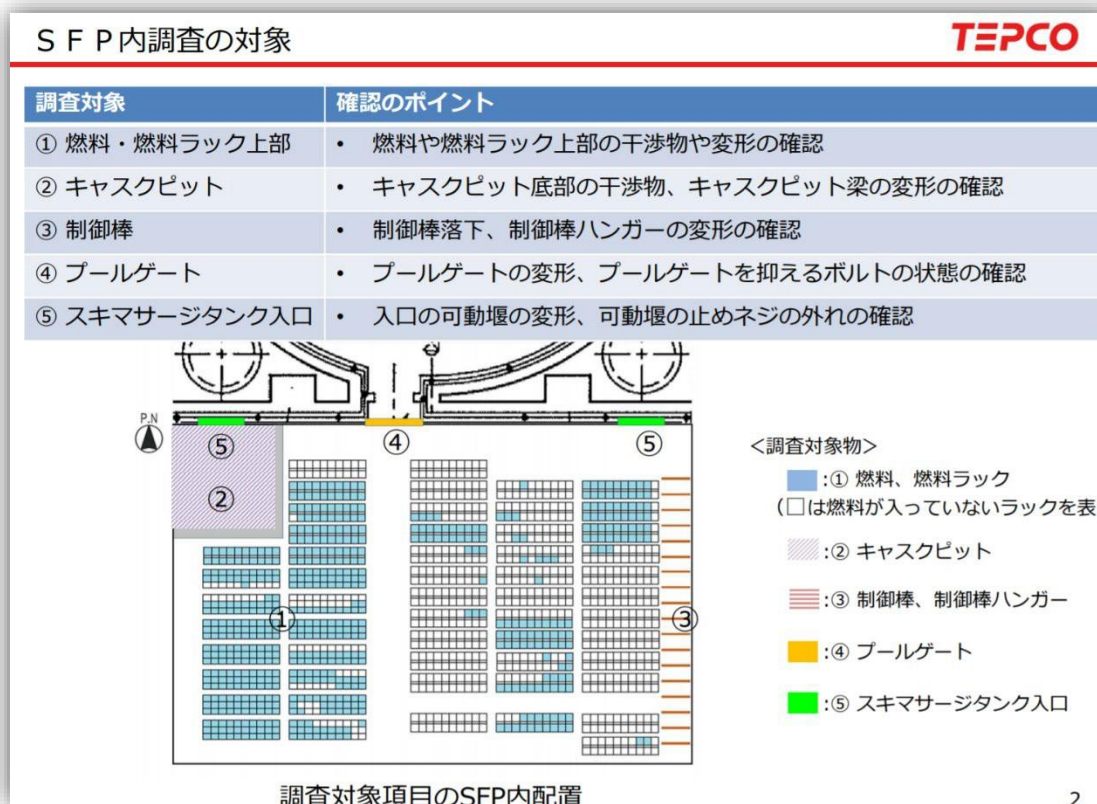 ＳＦＰ内調査の対象
TEPCO
調査対象 確認のポイント
① 燃料・燃料ラック上部 • 燃料や燃料ラック上部の干渉物や変形の確認
② キャスクピット • キャスクピット底部の干渉物、キャスクピット梁の変形の確認
③ 制御棒 • 制御棒落下、制御棒ハンガーの変形の確認
④ プールゲート • プールゲートの変形、プールゲートを抑えるボルトの状態の確認
⑤ スキマサージタンク入口 • 入口の可動堰の変形、可動堰の止めネジの外れの確認
P.N
⑤
④
⑤
②
①
③
＜調査対象物＞
:① 燃料、燃料ラック
（□は燃料が入っていないラックを表
:② キャスクピット
:③ 制御棒、制御棒ハンガー
:④ プールゲート
:⑤ スキマサージタンク入口
調査対象項目のSFP内配置
2